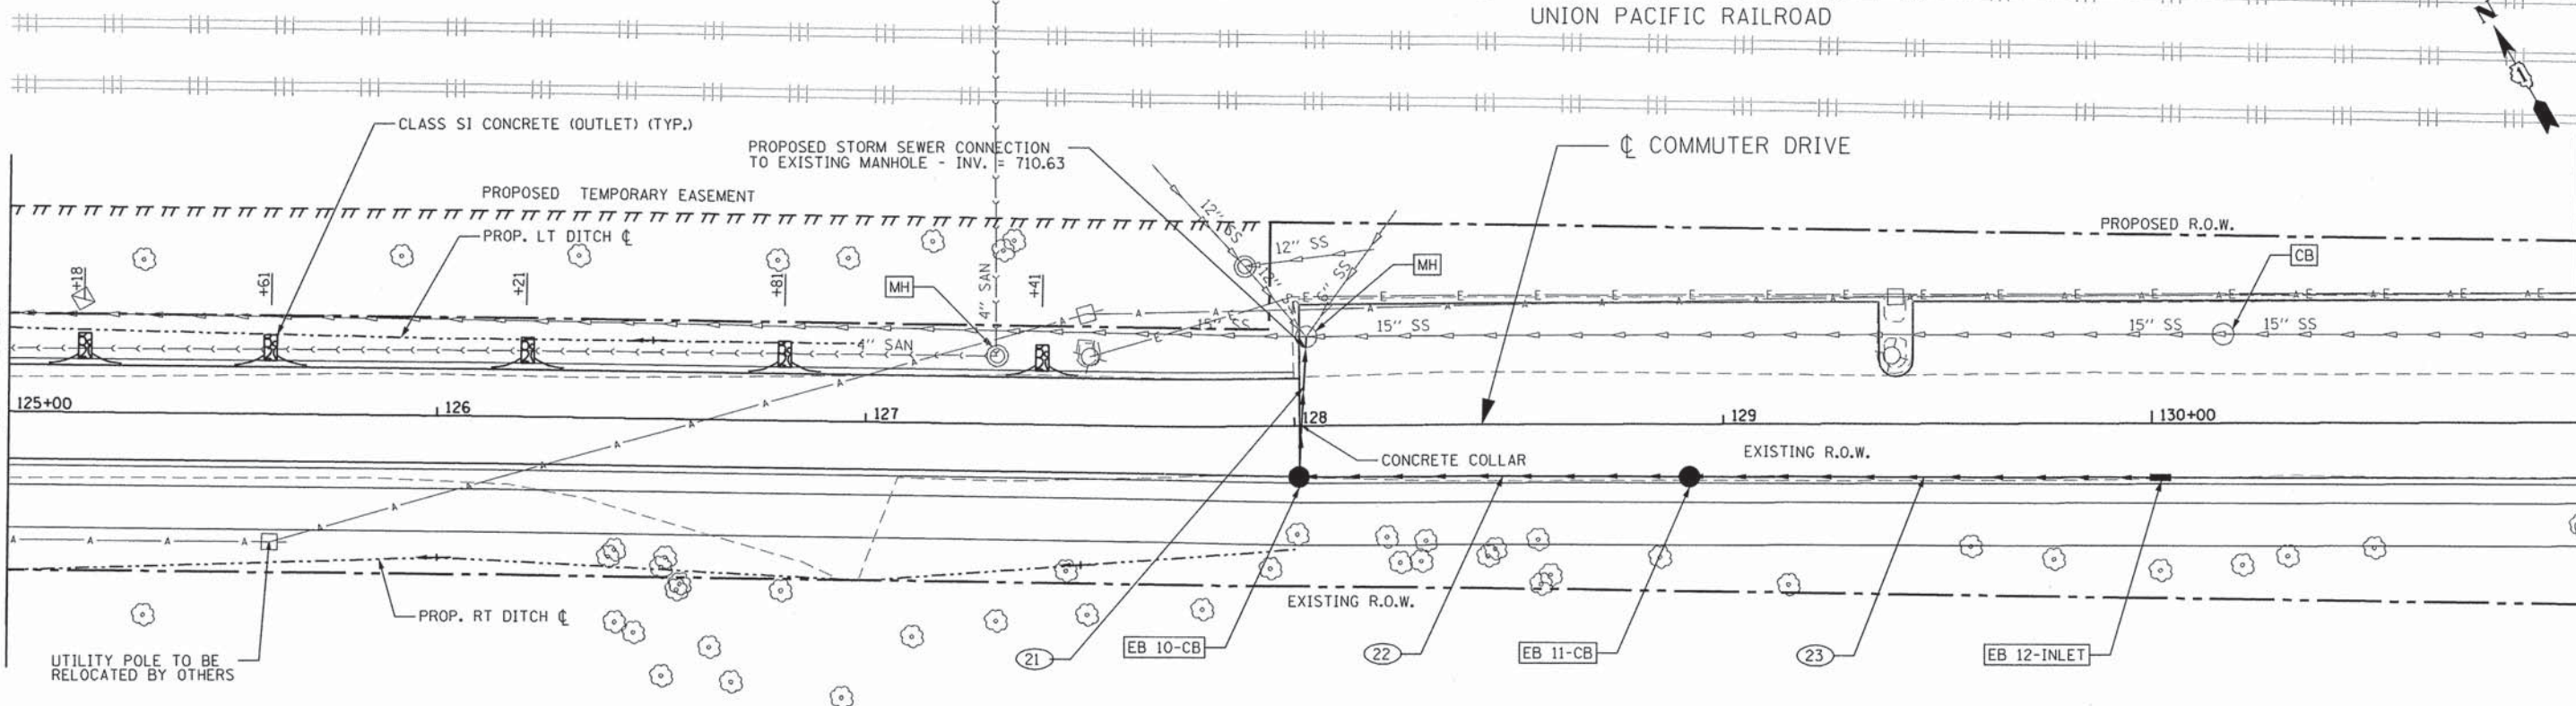 UNION PACIFIC RAILROAD
N
CLASS SI CONCRETE (OUTLET) (TYP.)
PROPOSED STORM SEWER CONNECTION
TO EXISTING MANHOLE - INV. = 710.63
℄ COMMUTER DRIVE
PROPOSED TEMPORARY EASEMENT
PROPOSED R.O.W.
PROP. LT DITCH ℄
12" SS
12" SS
CB
MH
+18
+61
+21
+81
MH
4" SAN
+41
4" SAN
15" SS
15" SS
15" SS
15" SS
125+00
126
127
128
129
130+00
CONCRETE COLLAR
EXISTING R.O.W.
EXISTING R.O.W.
PROP. RT DITCH ℄
UTILITY POLE TO BE
RELOCATED BY OTHERS
21
EB 10-CB
22
EB 11-CB
23
EB 12-INLET